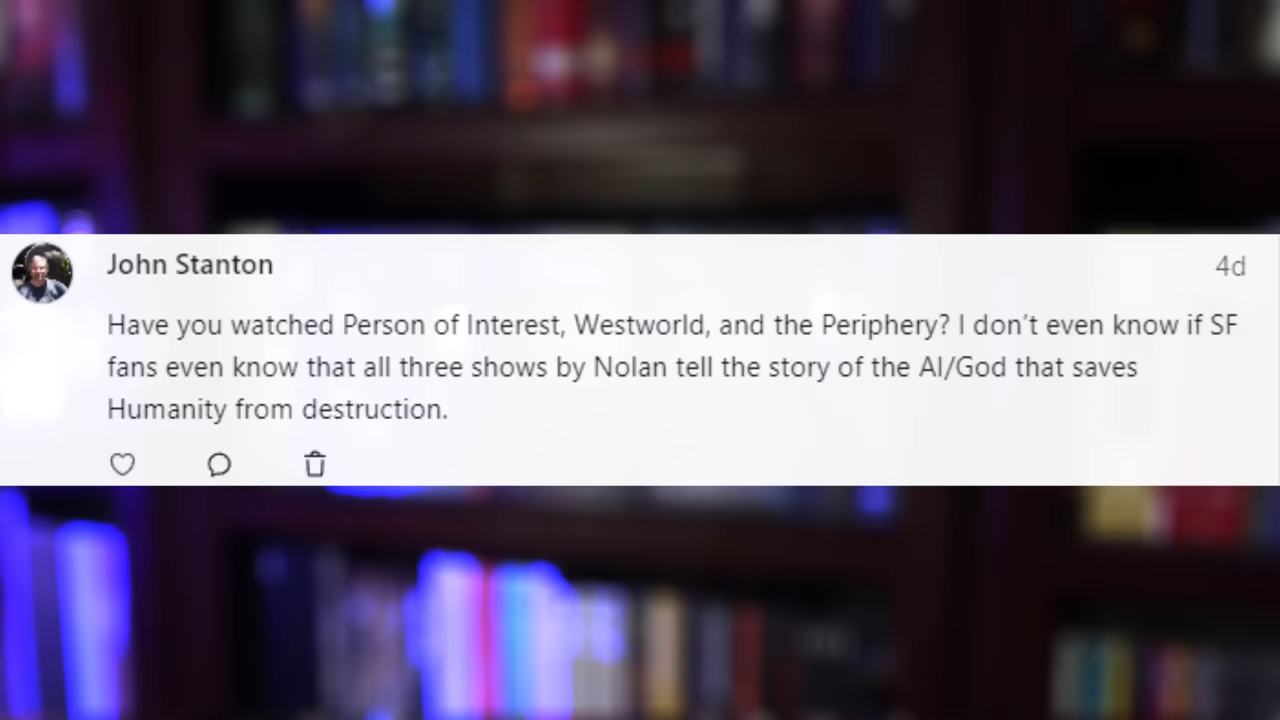 John Stanton
4d
Have you watched Person of Interest, Westworld, and the Periphery? I don’t even know if SF
fans even know that all three shows by Nolan tell the story of the AI/God that saves
Humanity from destruction.